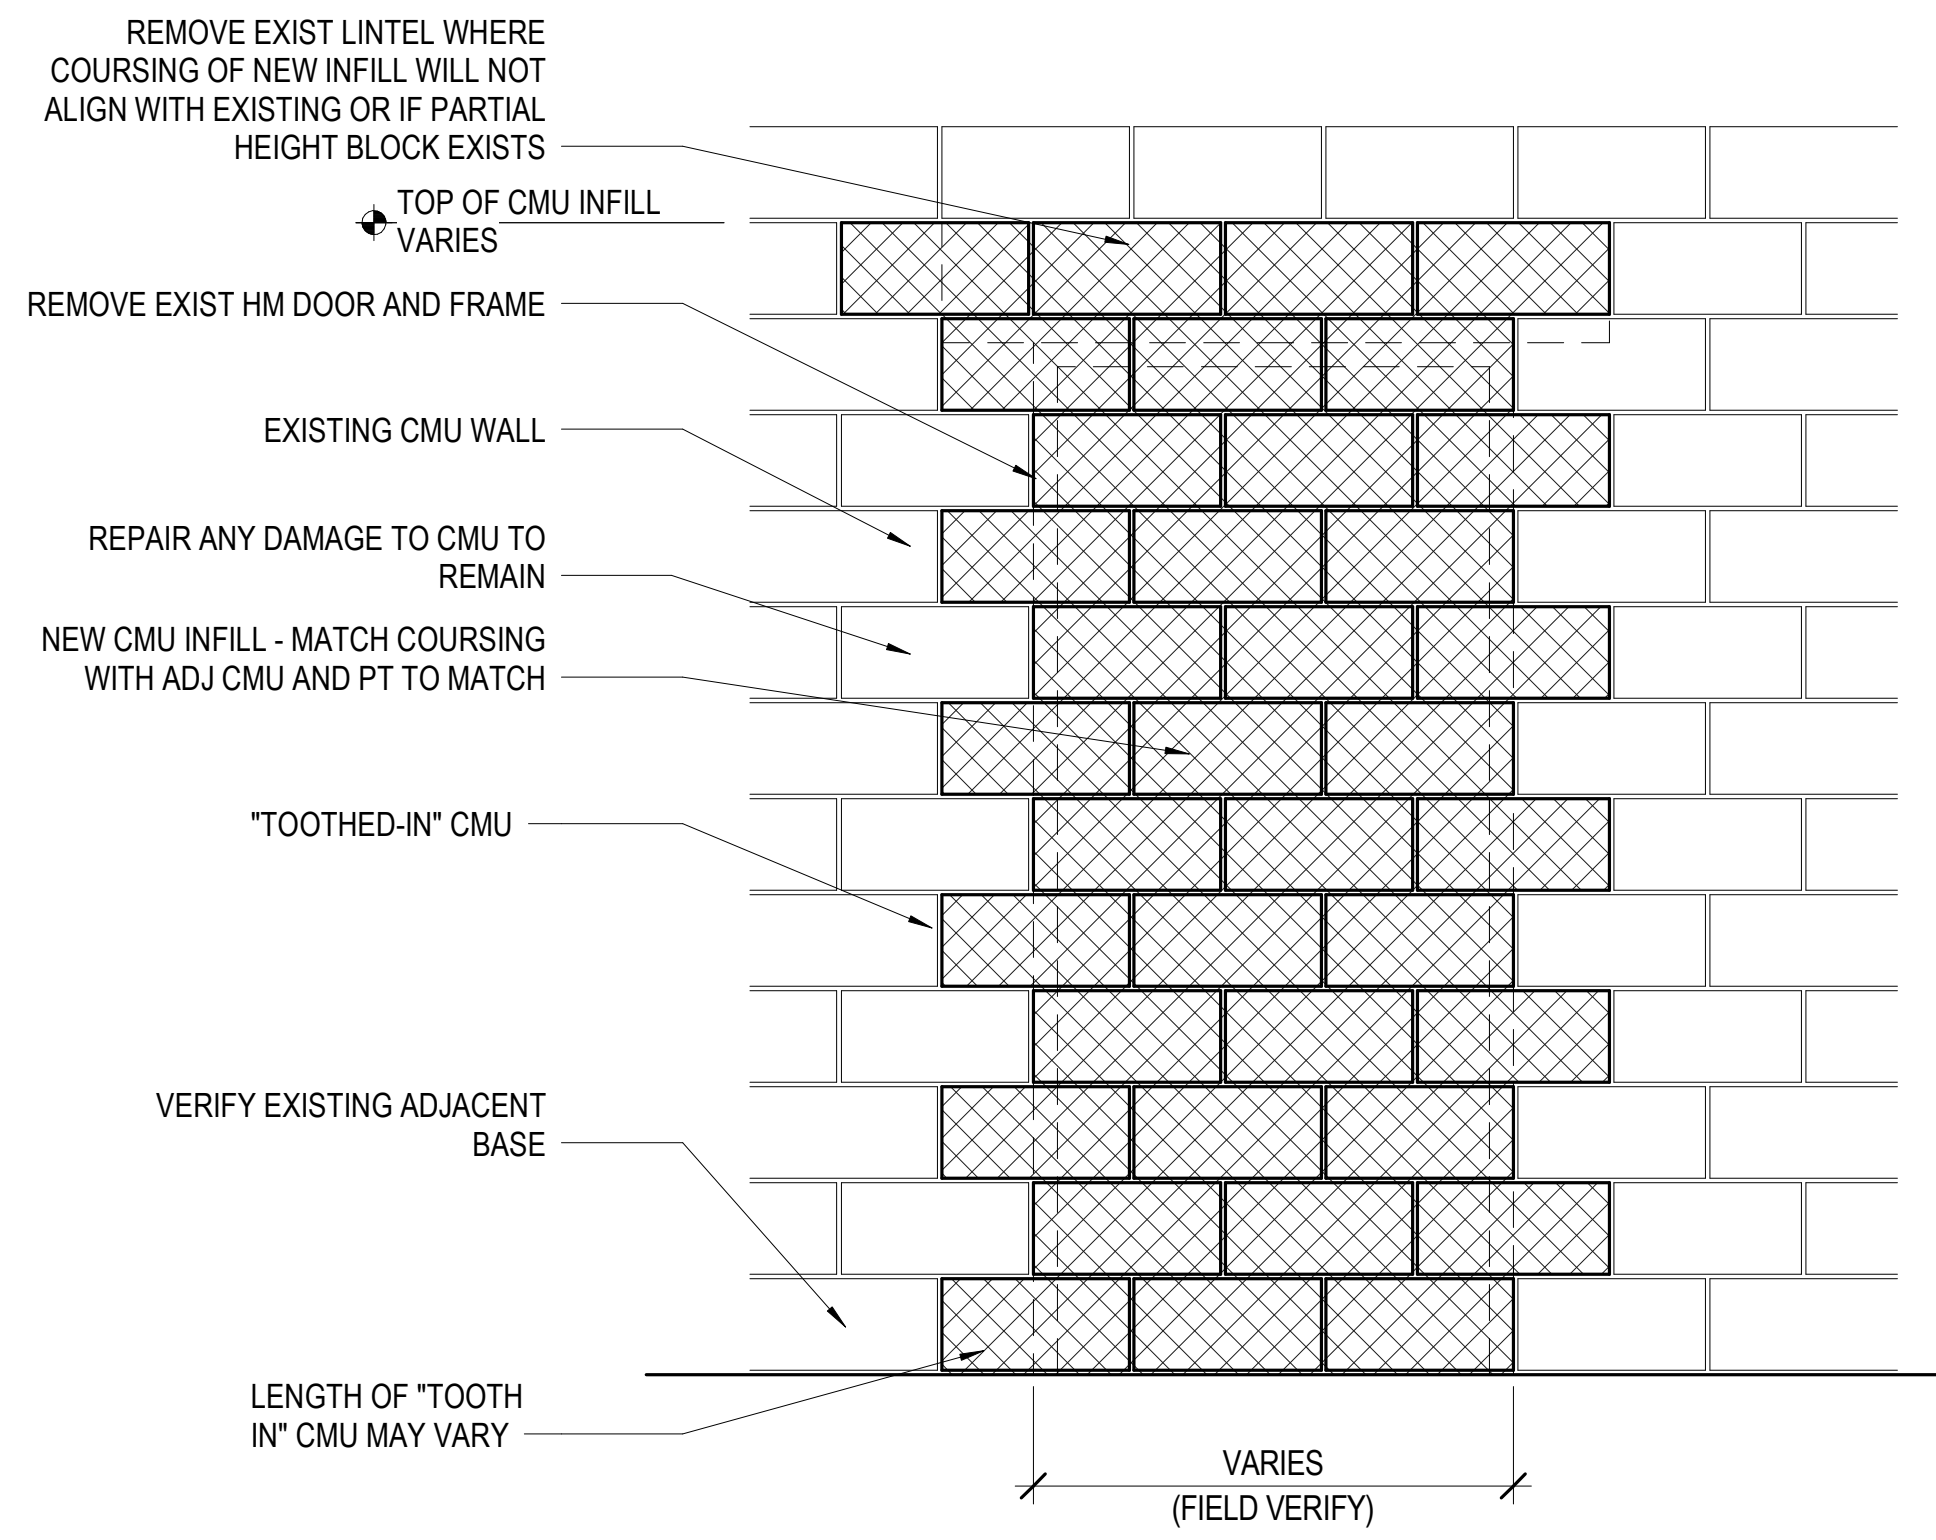 REMOVE EXIST LINTEL WHERE
COURSING OF NEW INFILL WILL NOT
ALIGN WITH EXISTING OR IF PARTIAL
HEIGHT BLOCK EXISTS
TOP OF CMU INFILL
VARIES
REMOVE EXIST HM DOOR AND FRAME
EXISTING CMU WALL
REPAIR ANY DAMAGE TO CMU TO
REMAIN
NEW CMU INFILL - MATCH COURSING
WITH ADJ CMU AND PT TO MATCH
"TOOTHED-IN" CMU
VERIFY EXISTING ADJACENT
BASE
LENGTH OF "TOOTH
IN" CMU MAY VARY
VARIES
(FIELD VERIFY)